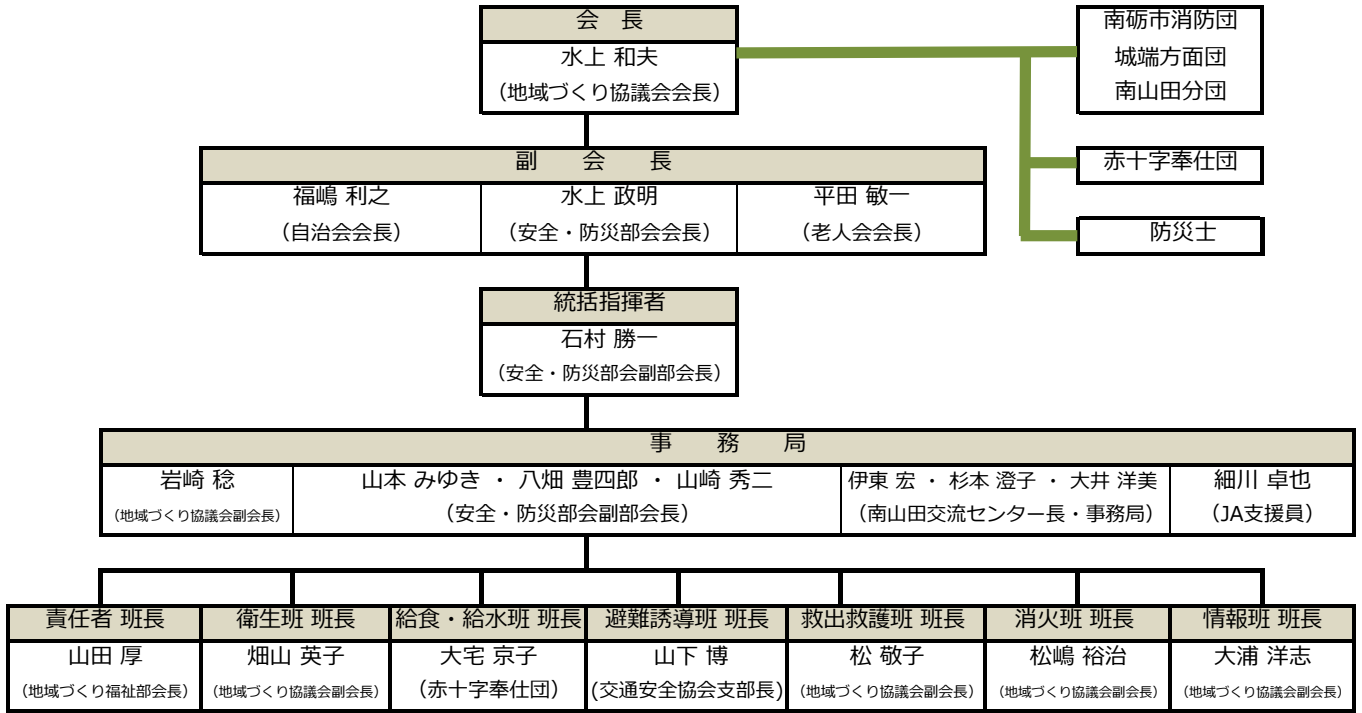 会　長
水上 和夫
（地域づくり協議会会長）
南砺市消防団
城端方面団
南山田分団
赤十字奉仕団
防災士
副　会　長
福嶋 利之
（自治会会長）
水上 政明
（安全・防災部会会長）
平田 敏一
（老人会会長）
統括指揮者
石村 勝一
（安全・防災部会副部会長）
事　務　局
岩崎 稔
（地域づくり協議会副会長）
山本 みゆき ・ 八畑 豊四郎 ・ 山崎 秀二
（安全・防災部会副部会長）
伊東 宏 ・ 杉本 澄子 ・ 大井 洋美
（南山田交流センター長・事務局）
細川 卓也
（JA支援員）
責任者 班長
山田 厚
（地域づくり福祉部会長）
衛生班 班長
畑山 英子
（地域づくり協議会副会長）
給食・給水班 班長
大宅 京子
（赤十字奉仕団）
避難誘導班 班長
山下 博
(交通安全協会支部長)
救出救護班 班長
松 敬子
（地域づくり協議会副会長）
消火班 班長
松嶋 裕治
（地域づくり協議会副会長）
情報班 班長
大浦 洋志
（地域づくり協議会副会長）